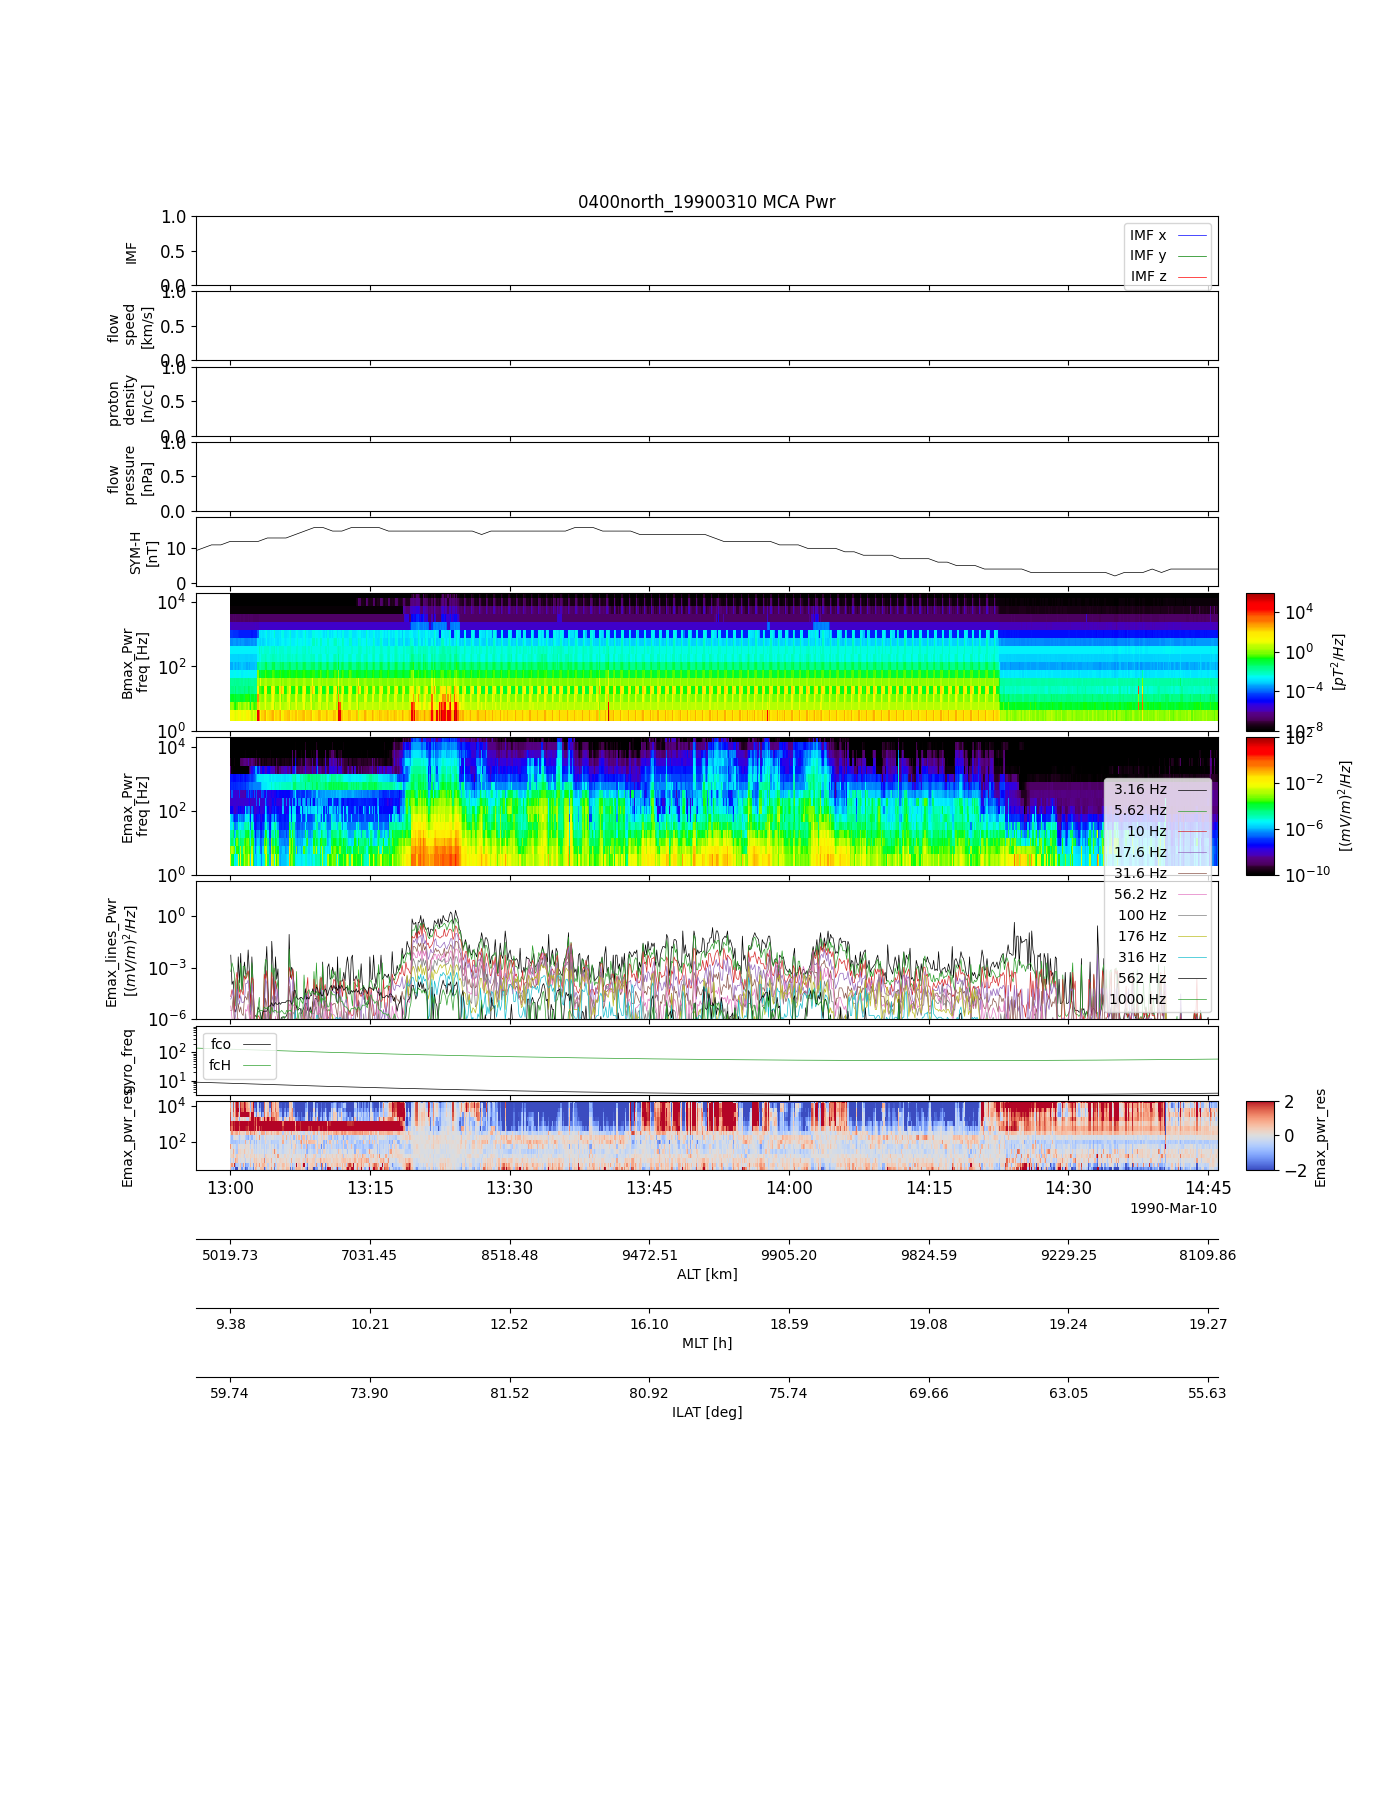 0400north_19900310 MCA Pwr
IMF
1.0
0.5
0.0
IMF x
IMF y
IMF z
flow
speed
[km/s]
1.0
0.5
0.0
proton
density
[n/cc]
1.0
0.5
0.0
flow
pressure
[nPa]
1.0
0.5
0.0
SYM-H
[nT]
10
0
Bmax_Pwr
freq [Hz]
10^4
10^2
10^0
10^4
10^0
10^-4
10^-8
[pT^2/Hz]
Emax_Pwr
freq [Hz]
10^4
10^2
10^0
10^2
10^-2
10^-6
10^-10
[(mV/m)^2/Hz]
3.16 Hz
5.62 Hz
10 Hz
17.6 Hz
31.6 Hz
56.2 Hz
100 Hz
176 Hz
316 Hz
562 Hz
1000 Hz
Emax_lines_Pwr
[(mV/m)^2/Hz]
10^0
10^-3
10^-6
gyro_freq
10^2
10^1
fco
fcH
Emax_pwr_res
10^4
10^2
2
0
−2
Emax_pwr_res
13:00 13:15 13:30 13:45 14:00 14:15 14:30 14:45
1990-Mar-10
5019.73 7031.45 8518.48 9472.51 9905.20 9824.59 9229.25 8109.86
ALT [km]
9.38 10.21 12.52 16.10 18.59 19.08 19.24 19.27
MLT [h]
59.74 73.90 81.52 80.92 75.74 69.66 63.05 55.63
ILAT [deg]